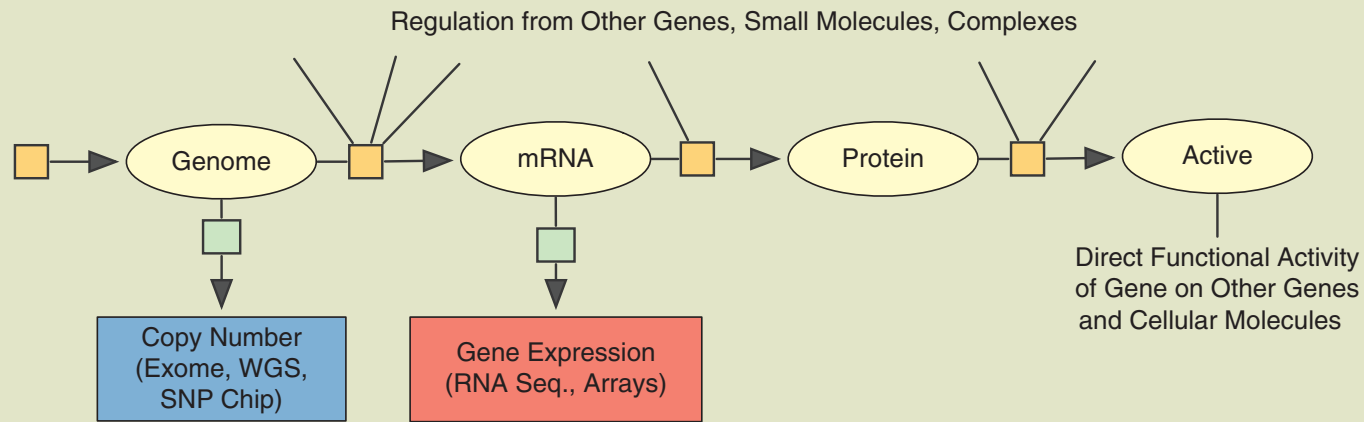 Regulation from Other Genes, Small Molecules, Complexes
Genome
mRNA
Protein
Active
Copy Number
(Exome, WGS,
SNP Chip)
Gene Expression
(RNA Seq., Arrays)
Direct Functional Activity
of Gene on Other Genes
and Cellular Molecules